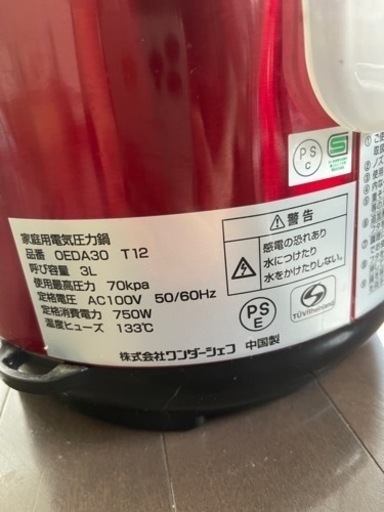 PS
C
S
家庭用電気圧力鍋
品番 OEDA30 T12
呼び容量 3L
使用最高圧力 70kpa
定格電圧 AC100V 50/60Hz
定格消費電力 750W
温度ヒューズ 133℃
株式会社ワンダーシェフ 中国製
警告
感電の恐れあり
水につけたり
水をかけたりしない。
PS
E
TÜVRheinland